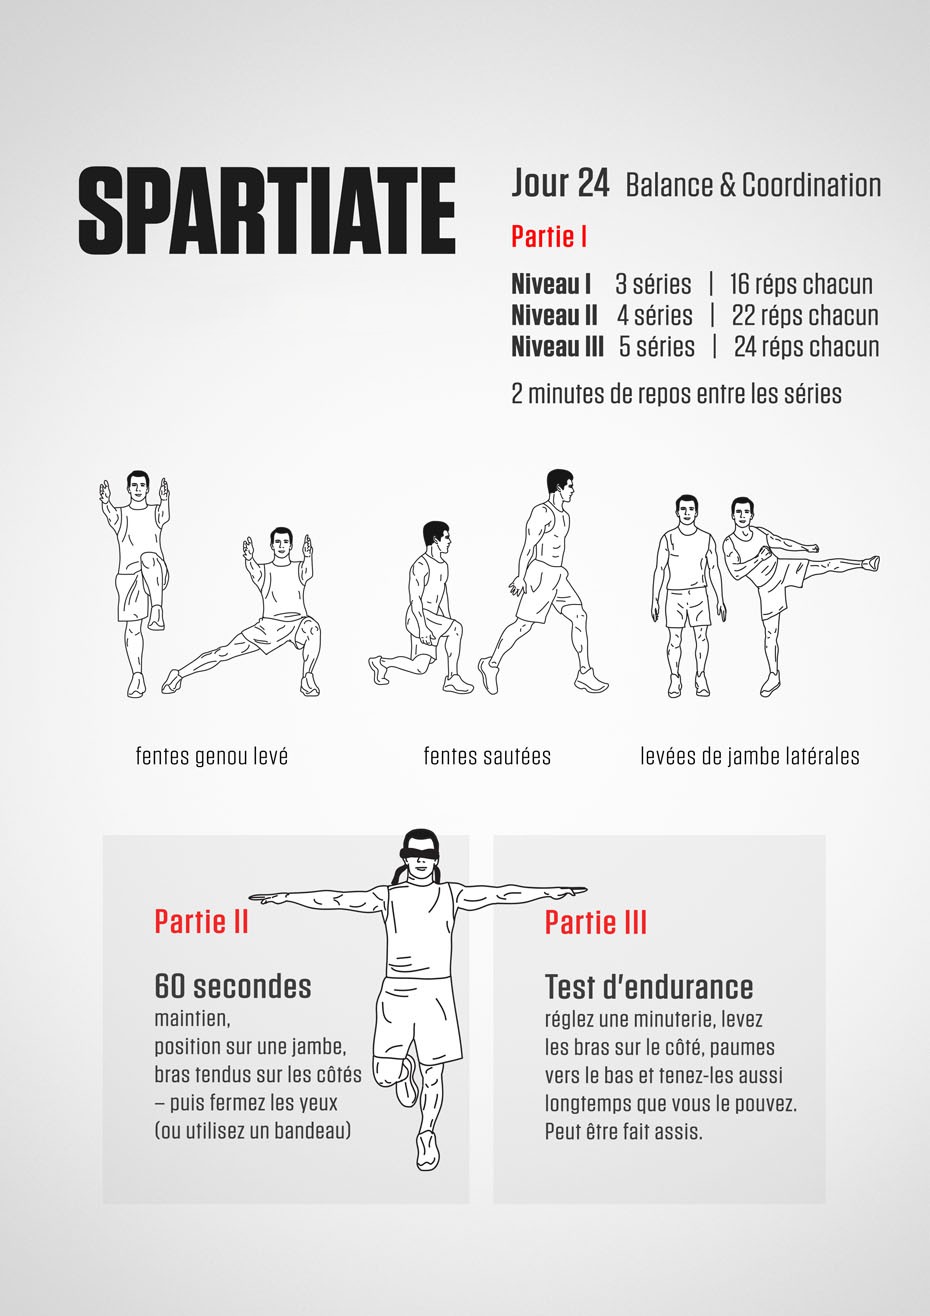 SPARTIATE
Jour 24 Balance & Coordination
Partie I
Niveau I 3 séries | 16 réps chacun
Niveau II 4 séries | 22 réps chacun
Niveau III 5 séries | 24 réps chacun
2 minutes de repos entre les séries
fentes genou levé
fentes sautées
levées de jambe latérales
Partie II
60 secondes
maintien,
position sur une jambe,
bras tendus sur les côtés
– puis fermez les yeux
(ou utilisez un bandeau)
Partie III
Test d'endurance
réglez une minuterie, levez
les bras sur le côté, paumes
vers le bas et tenez-les aussi
longtemps que vous le pouvez.
Peut être fait assis.